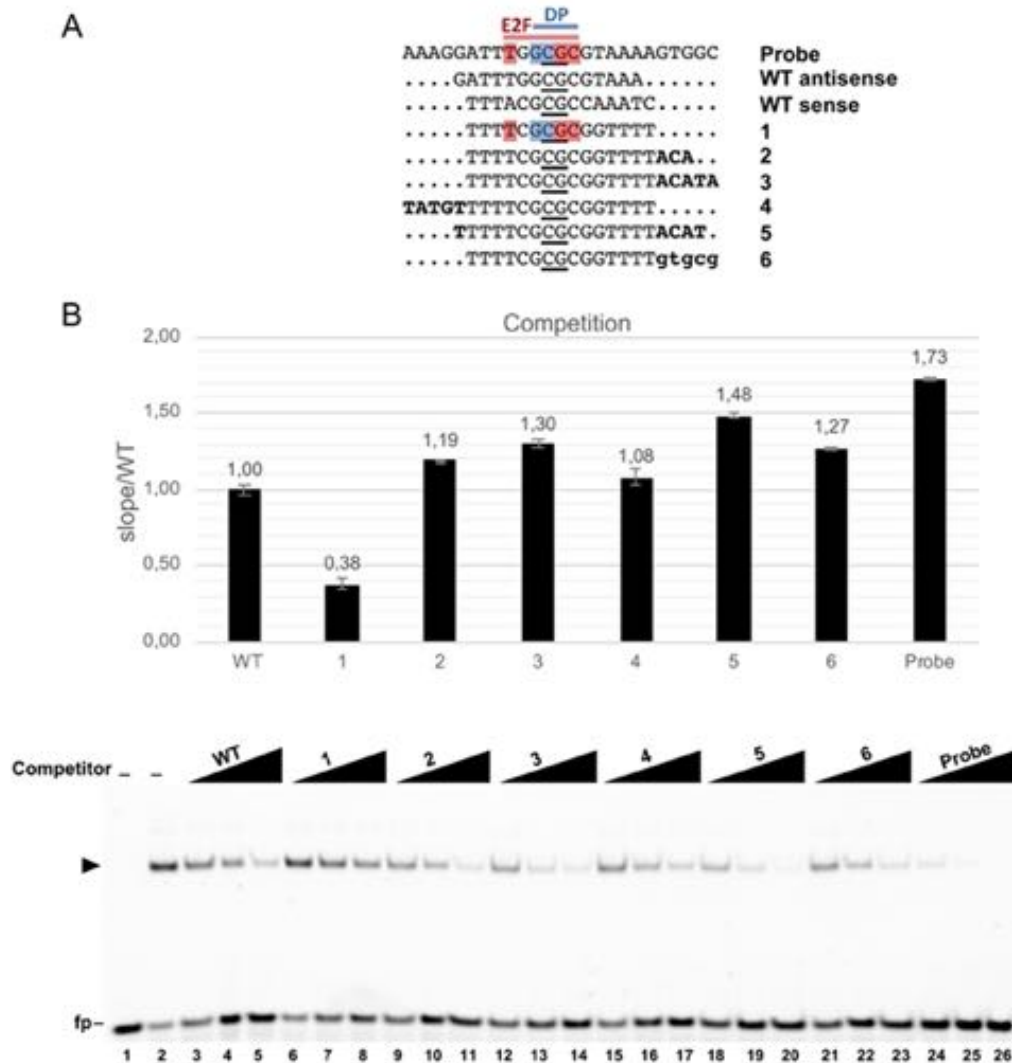 A
E2F DP
AAAGGATTTGGCGCGTAAAAGTGGC Probe
....GATTTGGCGCGTAAA...... WT antisense
.....TTTACGCGCCAAATC..... WT sense
.....TTTTCGCGCGGTTTT..... 1
.....TTTTCGCGCGGTTTTACA.. 2
.....TTTTCGCGCGGTTTTACATA 3
TATGTTTTTCGCGCGGTTTT..... 4
....TTTTTCGCGCGGTTTTACAT. 5
.....TTTTCGCGCGGTTTTgtgcg 6
B
Competition
slope/WT
2,00
1,50
1,00
0,50
0,00
1,00 0,38 1,19 1,30 1,08 1,48 1,27 1,73
WT 1 2 3 4 5 6 Probe
Competitor – – WT 1 2 3 4 5 6 Probe
fp–
1 2 3 4 5 6 7 8 9 10 11 12 13 14 15 16 17 18 19 20 21 22 23 24 25 26